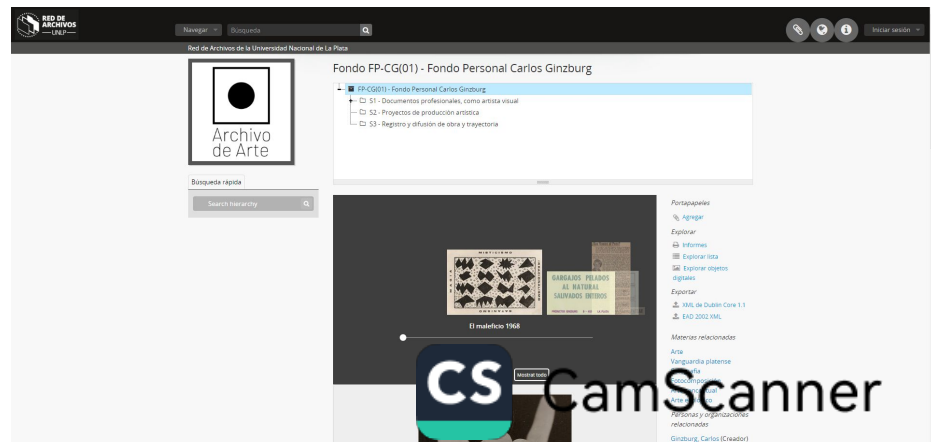 RED DE
ARCHIVOS
UNLP
Navegar
Búsqueda
Iniciar sesión
Red de Archivos de la Universidad Nacional de La Plata
Archivo
de Arte
Búsqueda rápida
Search hierarchy
Fondo FP-CG(01) - Fondo Personal Carlos Ginzburg
FP-CG(01) - Fondo Personal Carlos Ginzburg
S1 - Documentos profesionales, como artista visual
S2 - Proyectos de producción artística
S3 - Registro y difusión de obra y trayectoria
MISTICISMO
MAGIA
GARGAJOS PELADOS
AL NATURAL
SALIVADOS ENTIDOS
El maleficio 1968
Mostrar todo
Portapapeles
Agregar
Explorar
Informes
Explorar lista
Explorar objetos
digitales
Exportar
XML de Dublin Core 1.1
EAD 2002 XML
Materias relacionadas
Arte
Vanguardia platense
Personas y organizaciones
relacionadas
Ginzburg, Carlos (Creador)
CS CamScanner